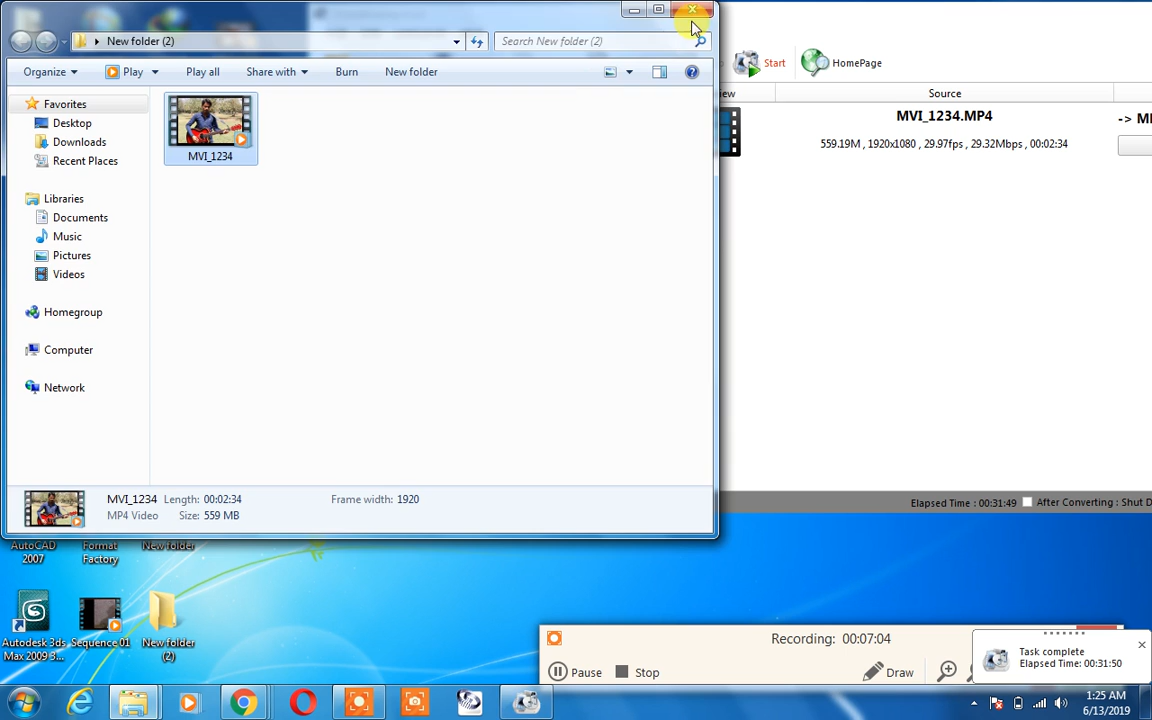 New folder (2)
Search New folder (2)
Organize
Play
Play all
Share with
Burn
New folder
Favorites
Desktop
Downloads
Recent Places
Libraries
Documents
Music
Pictures
Videos
Homegroup
Computer
Network
MVI_1234
MVI_1234 Length: 00:02:34 Frame width: 1920
MP4 Video Size: 559 MB
Start
HomePage
Source
MVI_1234.MP4
->
559.19M , 1920x1080 , 29.97fps , 29.32Mbps , 00:02:34
Elapsed Time : 00:31:49
After Converting : Shut D
AutoCAD
2007
Format
Factory
New folder
Autodesk 3ds
Max 2009 3...
Sequence 01
New folder
(2)
Recording: 00:07:04
Pause
Stop
Draw
Task complete
Elapsed Time: 00:31:50
1:25 AM
6/13/2019